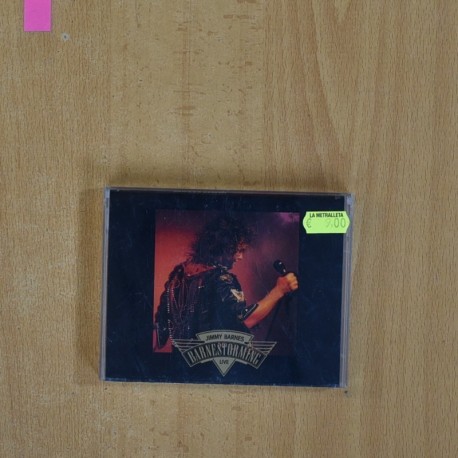 LA METRALLETA
€ 9.00
JIMMY BARNES
BARNESTORMING
LIVE